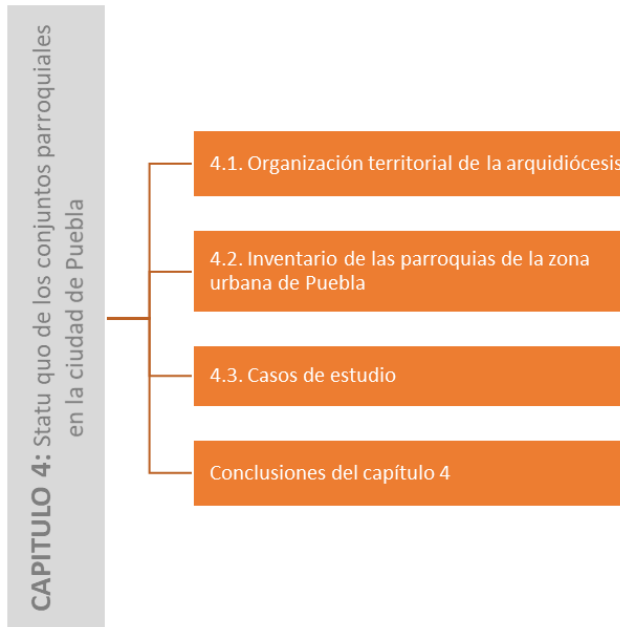 CAPITULO 4: Statu quo de los conjuntos parroquiales
en la ciudad de Puebla
4.1. Organización territorial de la arquidiócesis
4.2. Inventario de las parroquias de la zona
urbana de Puebla
4.3. Casos de estudio
Conclusiones del capítulo 4